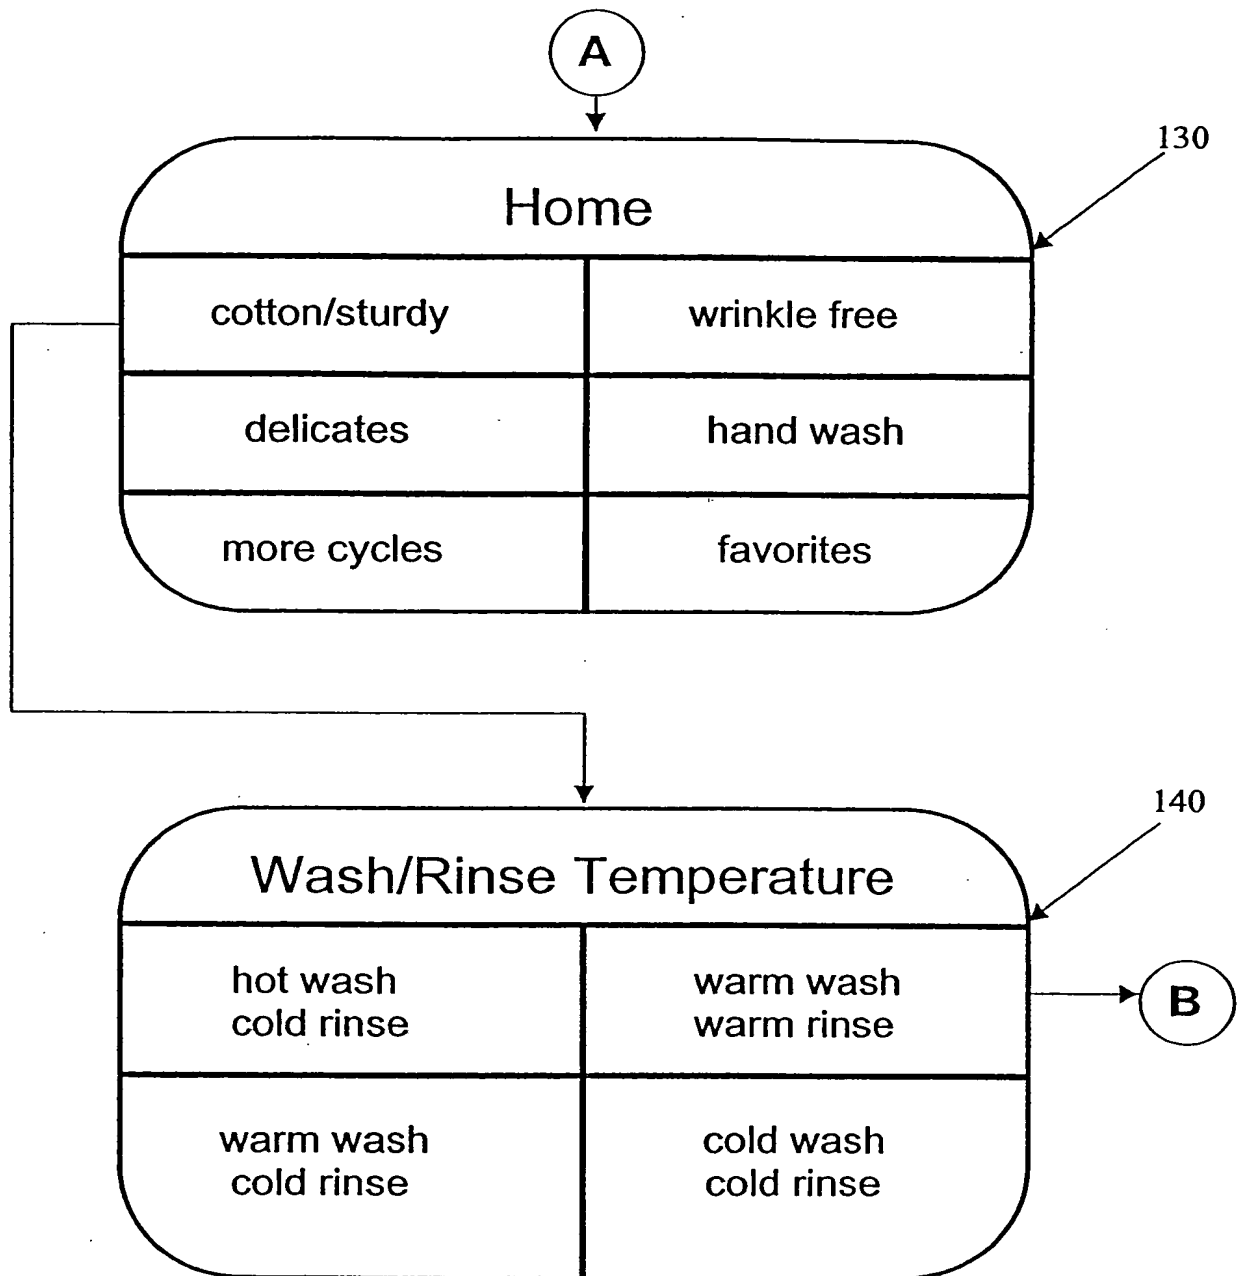 A
130
Home
cotton/sturdy
wrinkle free
delicates
hand wash
more cycles
favorites
140
Wash/Rinse Temperature
hot wash
cold rinse
warm wash
warm rinse
B
warm wash
cold rinse
cold wash
cold rinse